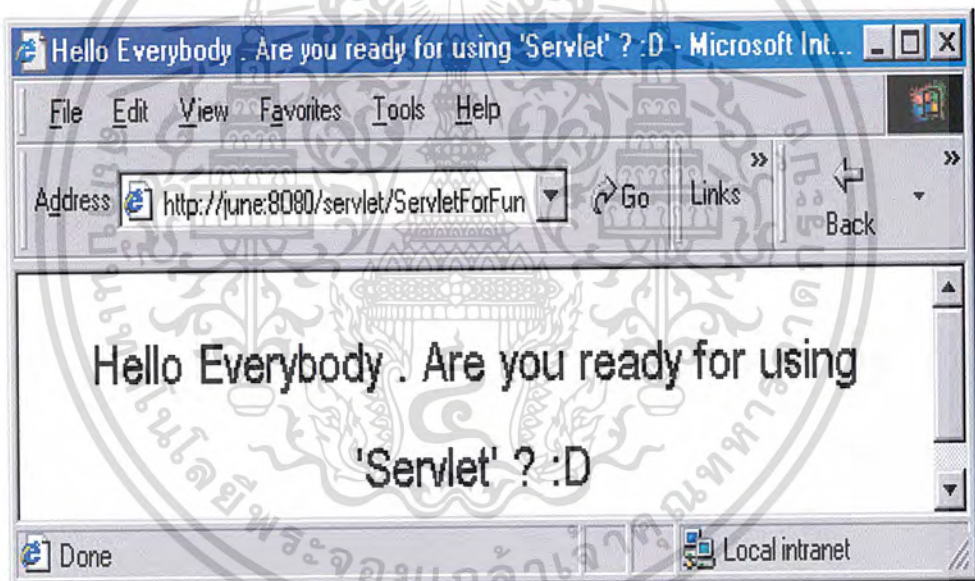 Hello Everybody . Are you ready for using 'Servlet' ? :D - Microsoft Int...
File Edit View Favorites Tools Help
Address http://june:8080/servlet/ServletForFun Go Links » Back »
Hello Everybody . Are you ready for using
'Servlet' ? :D
Done Local intranet